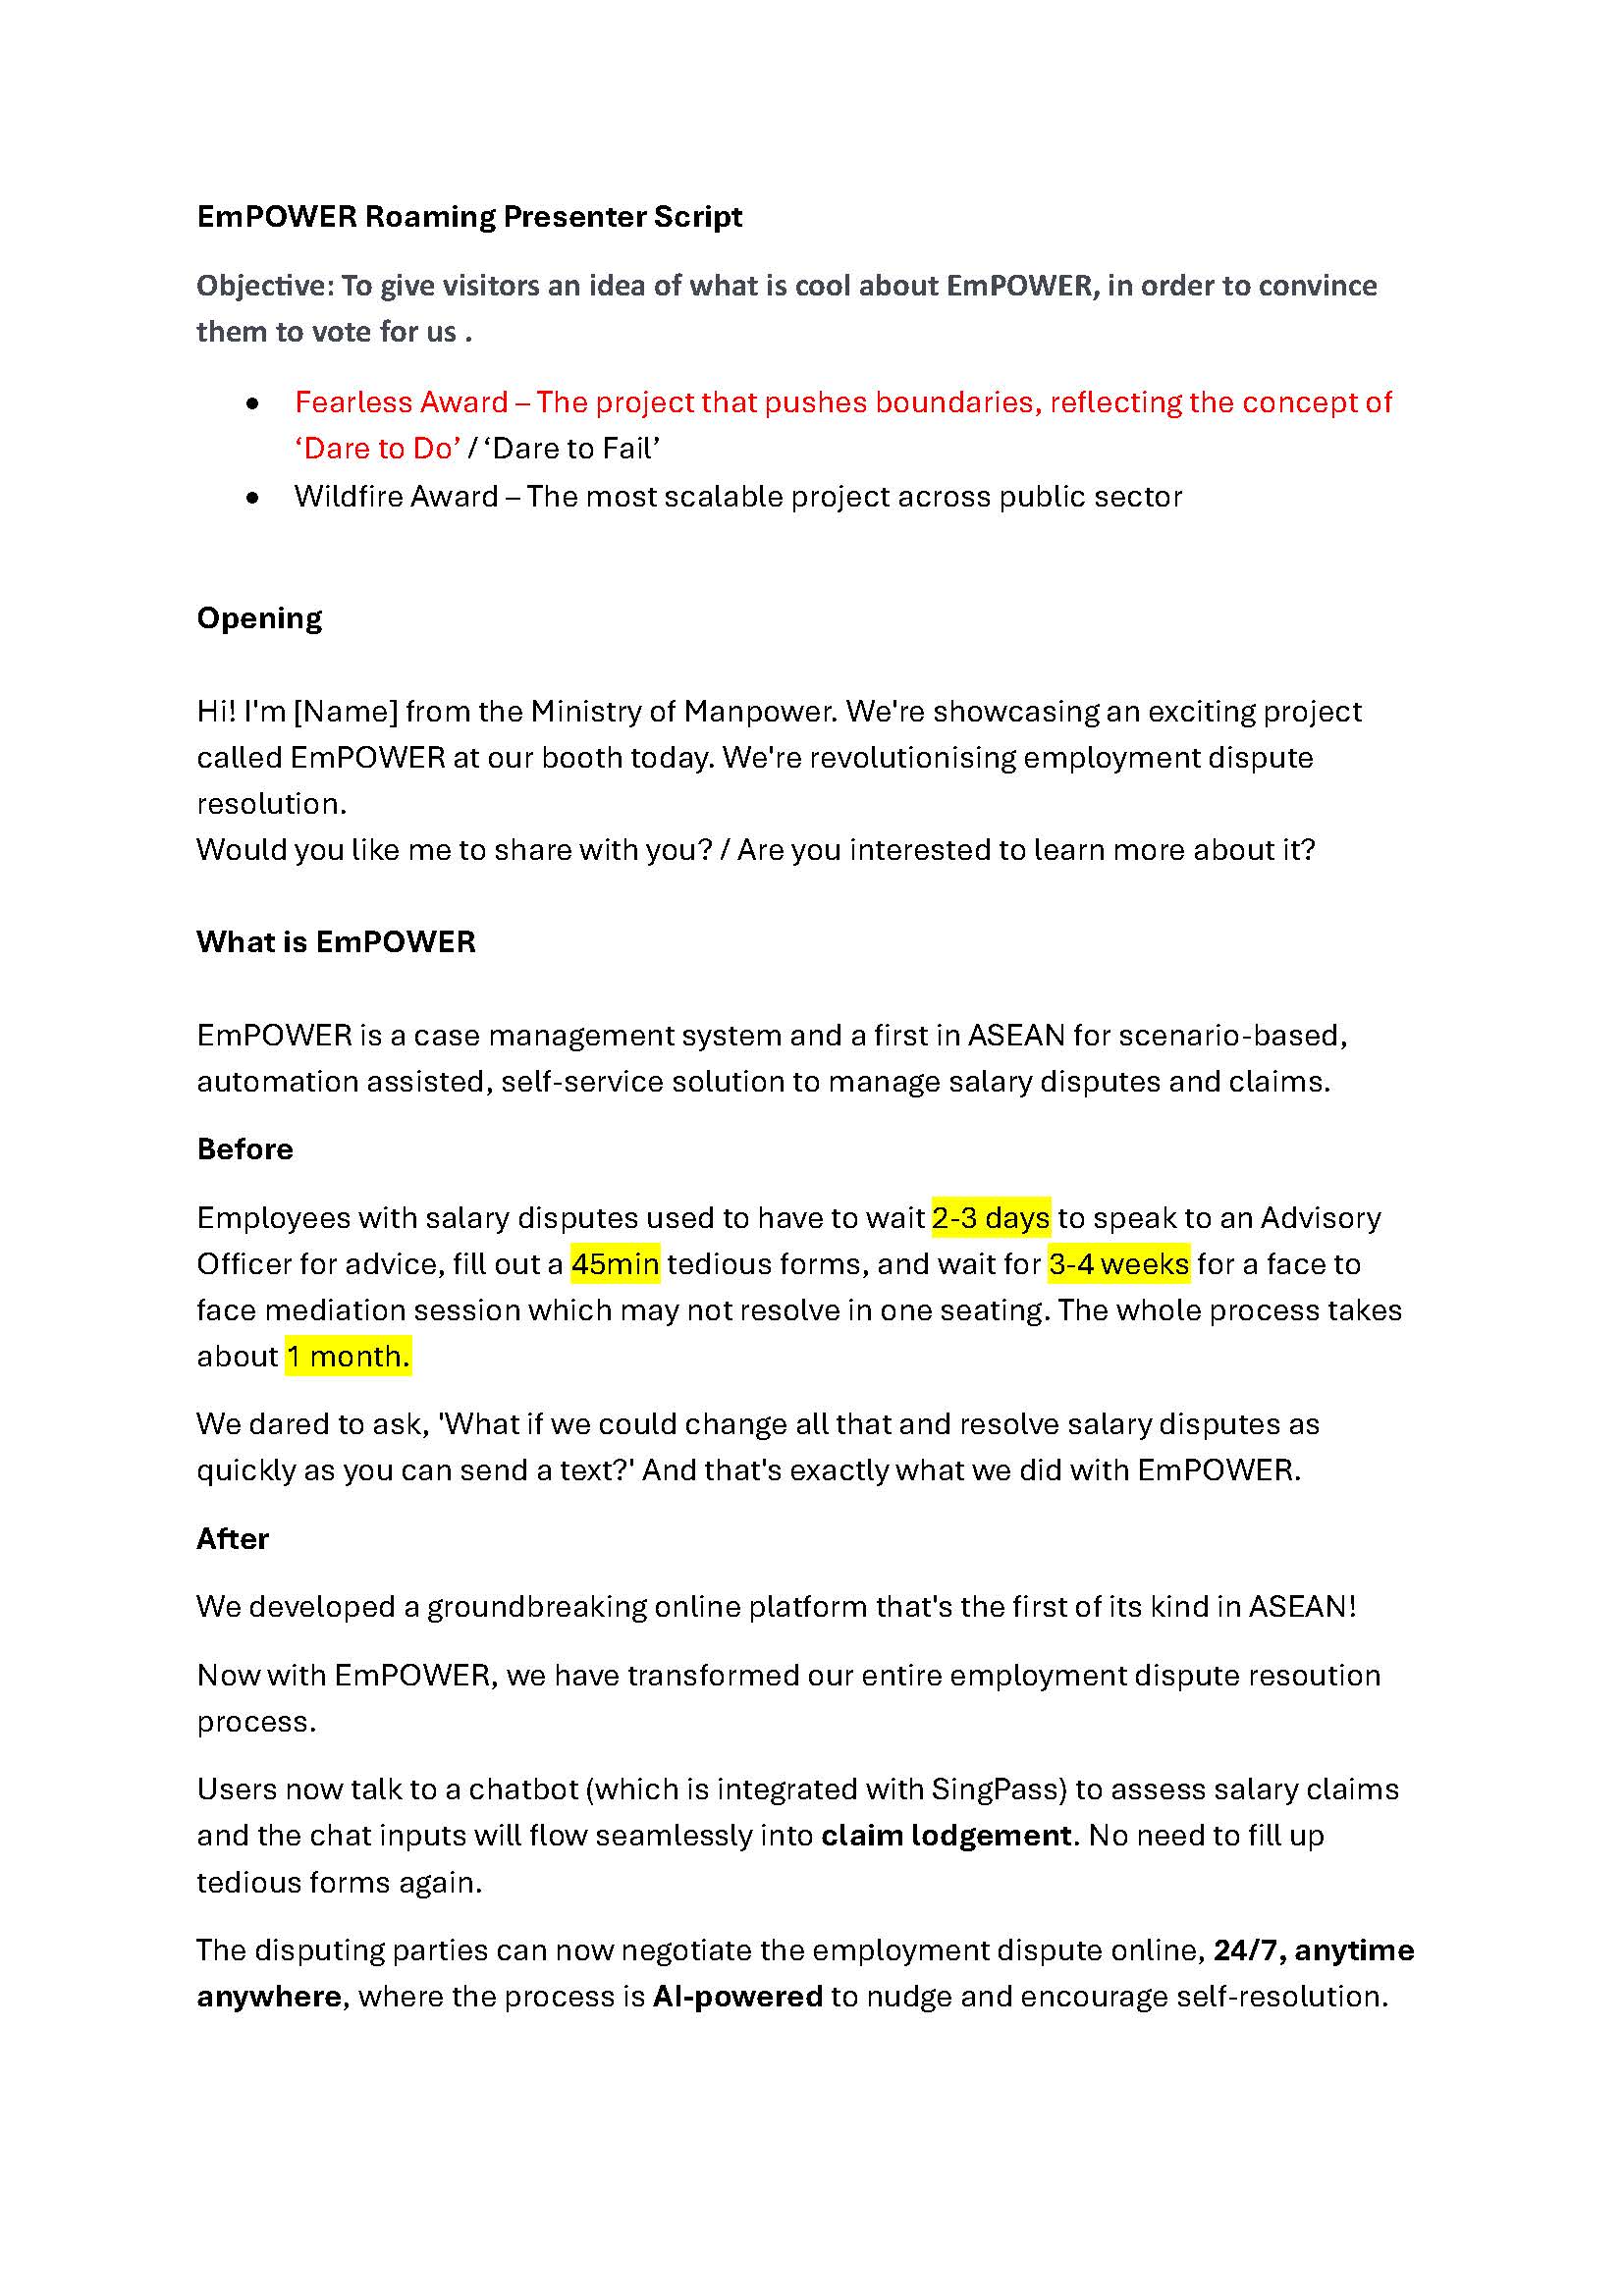 EmPOWER Roaming Presenter Script
Objective: To give visitors an idea of what is cool about EmPOWER, in order to convince
them to vote for us .
• Fearless Award – The project that pushes boundaries, reflecting the concept of
‘Dare to Do’ / ‘Dare to Fail’
• Wildfire Award – The most scalable project across public sector
Opening
Hi! I'm [Name] from the Ministry of Manpower. We're showcasing an exciting project
called EmPOWER at our booth today. We're revolutionising employment dispute
resolution.
Would you like me to share with you? / Are you interested to learn more about it?
What is EmPOWER
EmPOWER is a case management system and a first in ASEAN for scenario-based,
automation assisted, self-service solution to manage salary disputes and claims.
Before
Employees with salary disputes used to have to wait 2-3 days to speak to an Advisory
Officer for advice, fill out a 45min tedious forms, and wait for 3-4 weeks for a face to
face mediation session which may not resolve in one seating. The whole process takes
about 1 month.
We dared to ask, 'What if we could change all that and resolve salary disputes as
quickly as you can send a text?' And that's exactly what we did with EmPOWER.
After
We developed a groundbreaking online platform that's the first of its kind in ASEAN!
Now with EmPOWER, we have transformed our entire employment dispute resoution
process.
Users now talk to a chatbot (which is integrated with SingPass) to assess salary claims
and the chat inputs will flow seamlessly into claim lodgement. No need to fill up
tedious forms again.
The disputing parties can now negotiate the employment dispute online, 24/7, anytime
anywhere, where the process is AI-powered to nudge and encourage self-resolution.